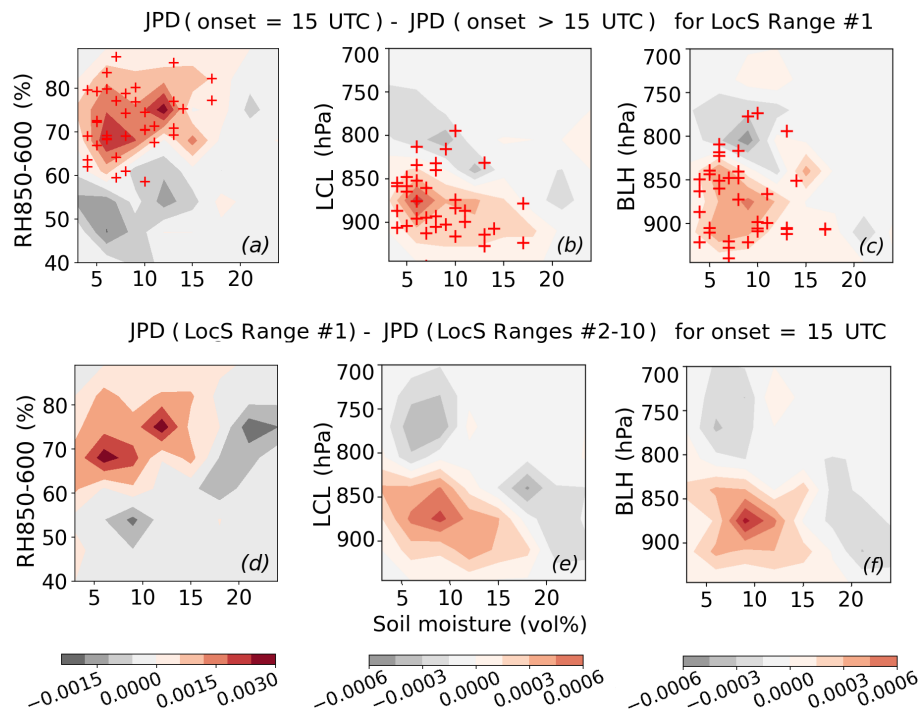 JPD ( onset = 15 UTC) - JPD ( onset > 15 UTC) for LocS Range #1
RH850-600 (%)
80
70
60
50
40
5 10 15 20
(a)
LCL (hPa)
700
800
850
900
5 10 15 20
(b)
BLH (hPa)
700
800
850
900
5 10 15 20
(c)
JPD ( LocS Range #1) - JPD (LocS Ranges #2-10) for onset = 15 UTC
RH850-600 (%)
80
70
60
50
40
5 10 15 20
(d)
LCL (hPa)
700
750
800
850
900
5 10 15 20
(e)
Soil moisture (vol%)
BLH (hPa)
700
800
850
900
5 10 15 20
(f)
−0.0015 0.0000 0.0015 0.0030
−0.0006 −0.0003 0.0000 0.0003 0.0006
−0.0006 −0.0003 0.0000 0.0003 0.0006